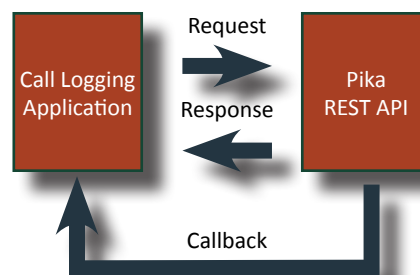 Request
Call Logging
Application
Response
Pika
REST API
Callback